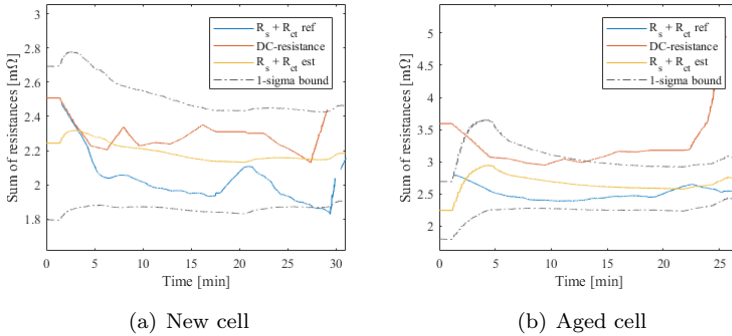 3
2.8
2.6
2.4
2.2
2
1.8
Sum of resistances [mΩ]
0 5 10 15 20 25 30
Time [min]
R_s + R_ct ref
DC-resistance
R_s + R_ct est
1-sigma bound
(a) New cell
5
4.5
4
3.5
3
2.5
2
Sum of resistances [mΩ]
0 5 10 15 20 25
Time [min]
R_s + R_ct ref
DC-resistance
R_s + R_ct est
1-sigma bound
(b) Aged cell